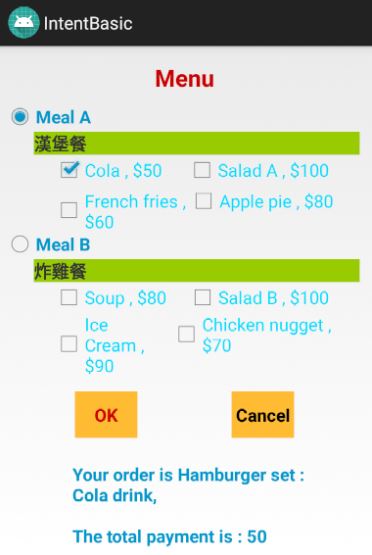 IntentBasic
Menu
Meal A
漢堡餐
Cola , $50
Salad A , $100
French fries ,
$60
Apple pie , $80
Meal B
炸雞餐
Soup , $80
Salad B , $100
Ice
Cream ,
$90
Chicken nugget ,
$70
OK
Cancel
Your order is Hamburger set :
Cola drink,
The total payment is : 50